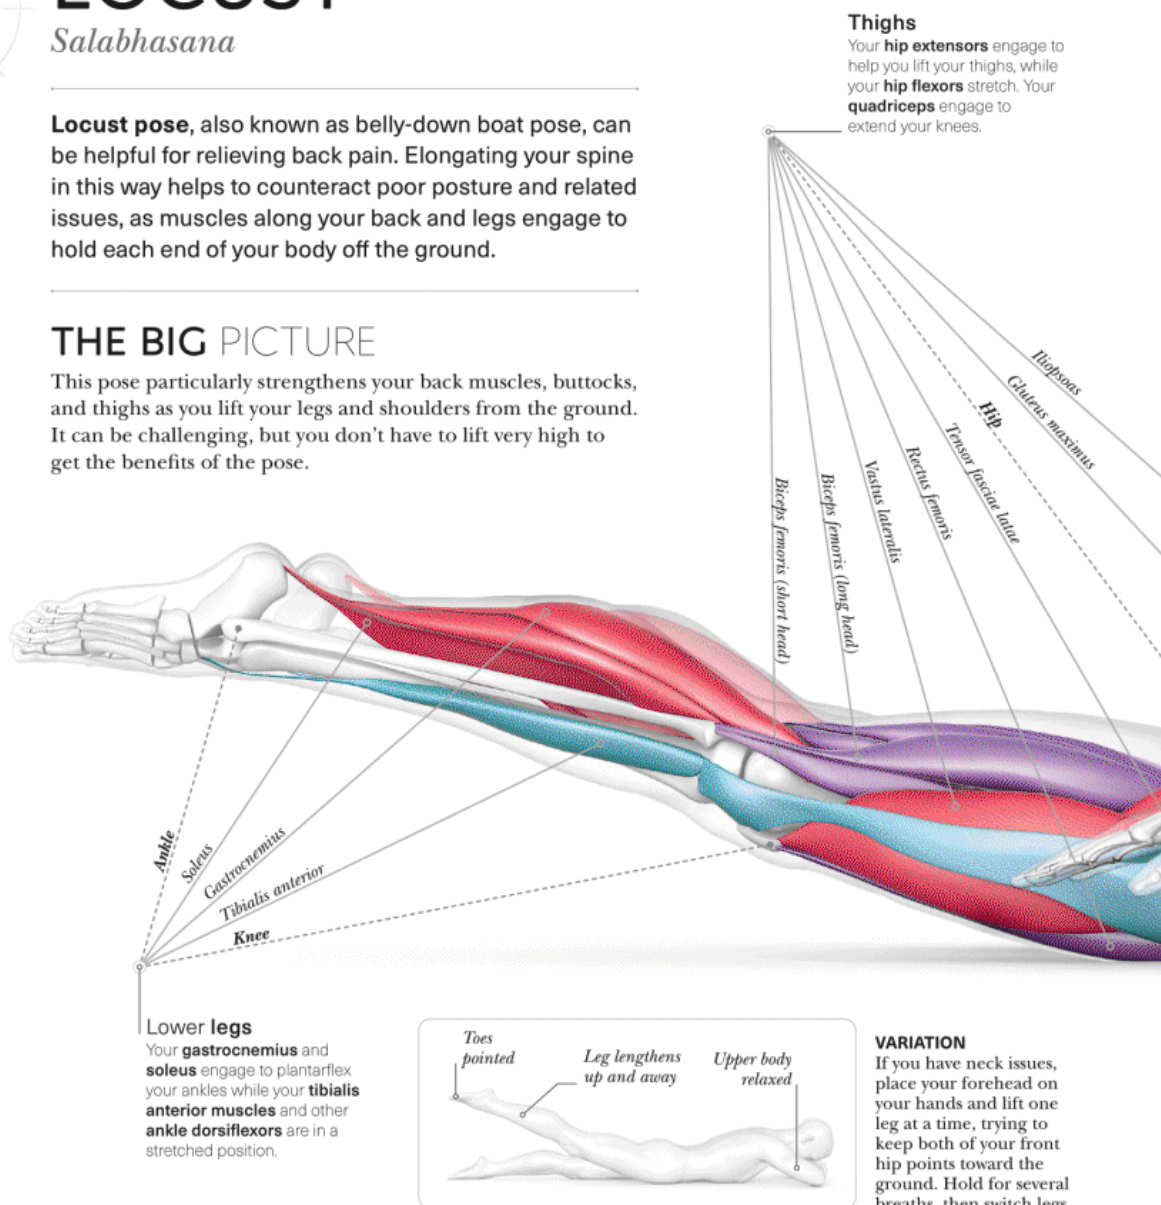 LOCUST
Salabhasana
Locust pose, also known as belly-down boat pose, can
be helpful for relieving back pain. Elongating your spine
in this way helps to counteract poor posture and related
issues, as muscles along your back and legs engage to
hold each end of your body off the ground.
THE BIG PICTURE
This pose particularly strengthens your back muscles, buttocks,
and thighs as you lift your legs and shoulders from the ground.
It can be challenging, but you don't have to lift very high to
get the benefits of the pose.
Thighs
Your hip extensors engage to
help you lift your thighs, while
your hip flexors stretch. Your
quadriceps engage to
extend your knees.
Iliopsoas
Gluteus maximus
Hip
Tensor fasciae latae
Rectus femoris
Vastus lateralis
Biceps femoris (long head)
Biceps femoris (short head)
Ankle
Soleus
Gastrocnemius
Tibialis anterior
Knee
Lower legs
Your gastrocnemius and
soleus engage to plantarflex
your ankles while your tibialis
anterior muscles and other
ankle dorsiflexors are in a
stretched position.
Toes
pointed
Leg lengthens
up and away
Upper body
relaxed
VARIATION
If you have neck issues,
place your forehead on
your hands and lift one
leg at a time, trying to
keep both of your front
hip points toward the
ground. Hold for several
breaths, then switch legs